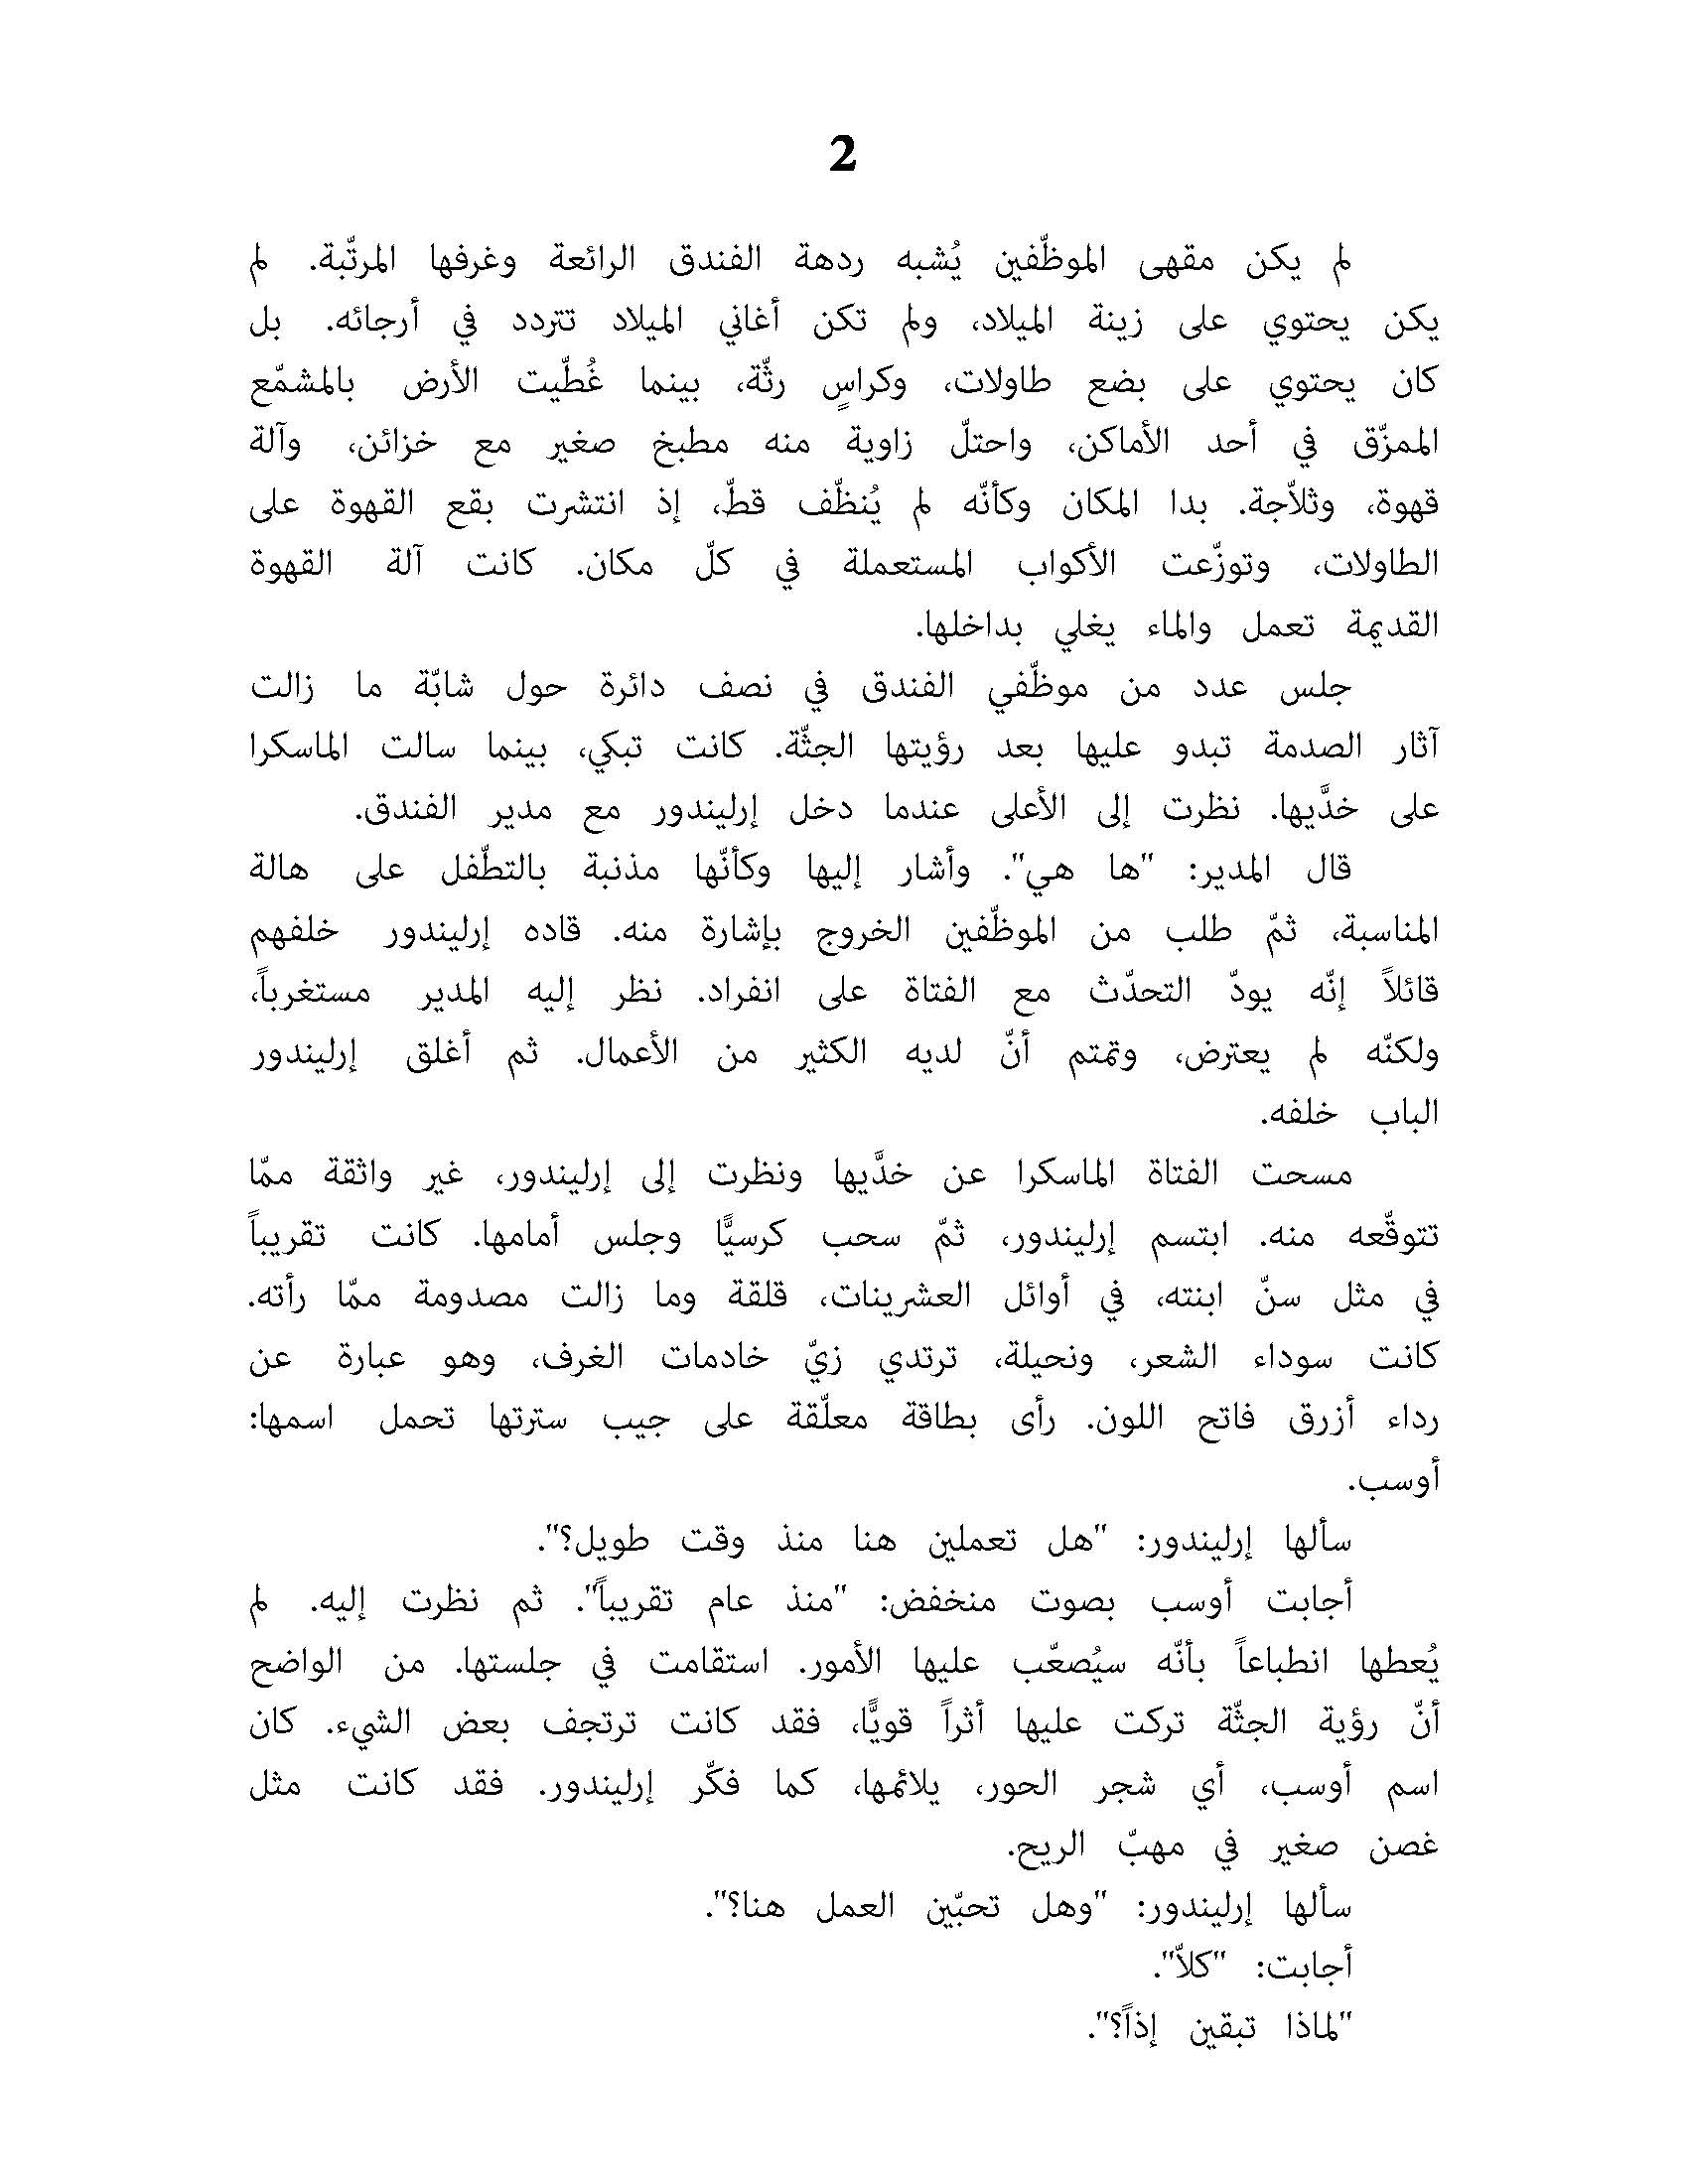 2
لم يكن مقهى الموظّفين يُشبه ردهة الفندق الرائعة وغرفها المرتّبة. لم
يكن يحتوي على زينة الميلاد، ولم تكن أغاني الميلاد تتردد في أرجائه. بل
كان يحتوي على بضع طاولات، وكراسٍ رثّة، بينما غُطّيت الأرض بالمشمّع
الممزّق في أحد الأماكن، واحتلّ زاوية منه مطبخ صغير مع خزائن، وآلة
قهوة، وثلاّجة. بدا المكان وكأنّه لم يُنظّف قطّ، إذ انتشرت بقع القهوة على
الطاولات، وتوزّعت الأكواب المستعملة في كلّ مكان. كانت آلة القهوة
القديمة تعمل والماء يغلي بداخلها.
جلس عدد من موظّفي الفندق في نصف دائرة حول شابّة ما زالت
آثار الصدمة تبدو عليها بعد رؤيتها الجثّة. كانت تبكي، بينما سالت الماسكرا
على خدَّيها. نظرت إلى الأعلى عندما دخل إرليندور مع مدير الفندق.
قال المدير: "ها هي". وأشار إليها وكأنّها مذنبة بالتطّفل على هالة
المناسبة، ثمّ طلب من الموظّفين الخروج بإشارة منه. قاده إرليندور خلفهم
قائلاً إنّه يودّ التحدّث مع الفتاة على انفراد. نظر إليه المدير مستغرباً،
ولكنّه لم يعترض، وتمتم أنّ لديه الكثير من الأعمال. ثم أغلق إرليندور
الباب خلفه.
مسحت الفتاة الماسكرا عن خدَّيها ونظرت إلى إرليندور، غير واثقة ممّا
تتوقّعه منه. ابتسم إرليندور، ثمّ سحب كرسيًّا وجلس أمامها. كانت تقريباً
في مثل سنّ ابنته، في أوائل العشرينات، قلقة وما زالت مصدومة ممّا رأته.
كانت سوداء الشعر، ونحيلة، ترتدي زيّ خادمات الغرف، وهو عبارة عن
رداء أزرق فاتح اللون. رأى بطاقة معلّقة على جيب سترتها تحمل اسمها:
أوسب.
سألها إرليندور: "هل تعملين هنا منذ وقت طويل؟".
أجابت أوسب بصوت منخفض: "منذ عام تقريباً". ثم نظرت إليه. لم
يُعطها انطباعاً بأنّه سيُصعّب عليها الأمور. استقامت في جلستها. من الواضح
أنّ رؤية الجثّة تركت عليها أثراً قويًّا، فقد كانت ترتجف بعض الشيء. كان
اسم أوسب، أي شجر الحور، يلائمها، كما فكّر إرليندور. فقد كانت مثل
غصن صغير في مهبّ الريح.
سألها إرليندور: "وهل تحبّين العمل هنا؟".
أجابت: "كلاّ".
"لماذا تبقين إذاً؟".